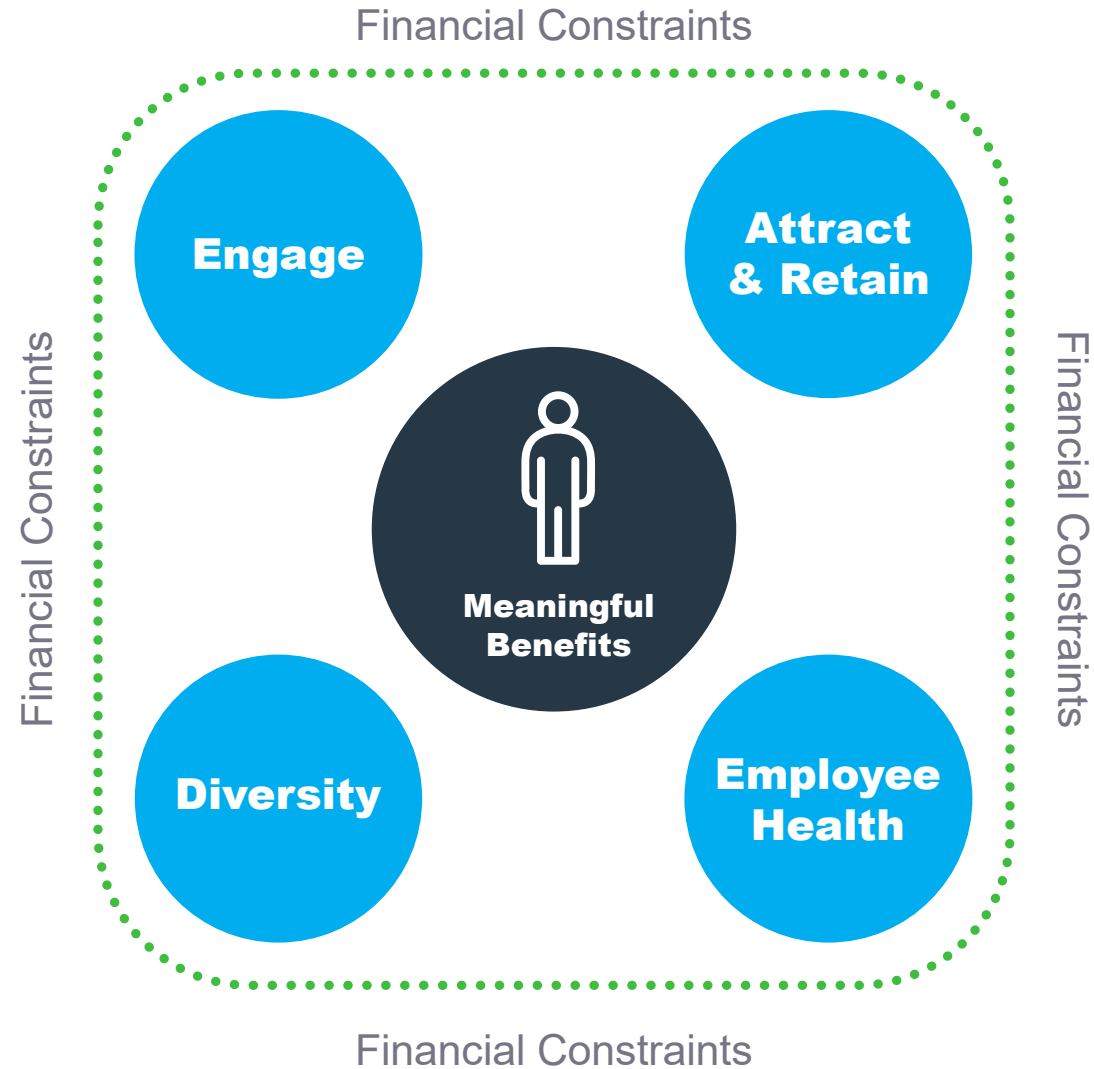 Financial Constraints
Engage
Attract
& Retain
Financial Constraints
Financial Constraints
Meaningful
Benefits
Diversity
Employee
Health
Financial Constraints